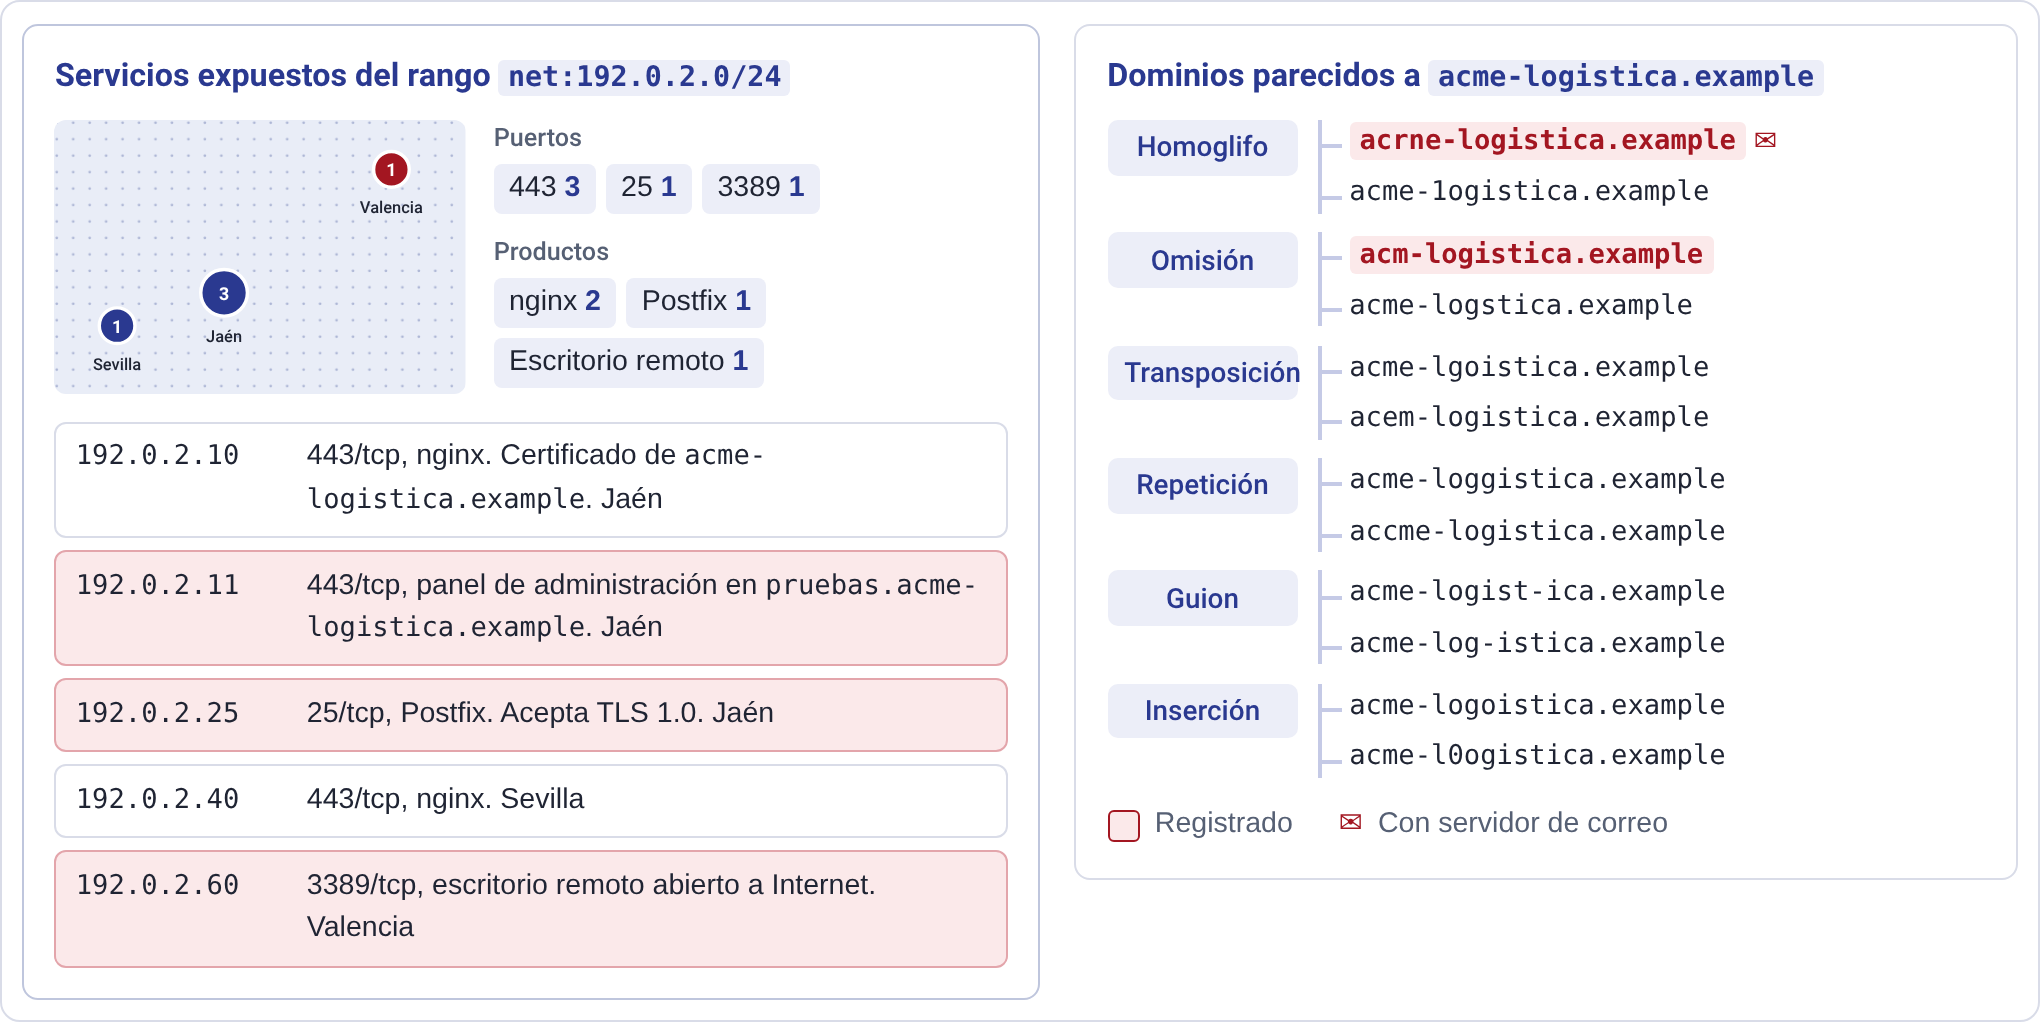 Servicios expuestos del rango net:192.0.2.0/24
1
Valencia
3
Jaén
1
Sevilla
Puertos
443 3 25 1 3389 1
Productos
nginx 2 Postfix 1
Escritorio remoto 1
192.0.2.10 443/tcp, nginx. Certificado de acme-
logistica.example. Jaén
192.0.2.11 443/tcp, panel de administración en pruebas.acme-
logistica.example. Jaén
192.0.2.25 25/tcp, Postfix. Acepta TLS 1.0. Jaén
192.0.2.40 443/tcp, nginx. Sevilla
192.0.2.60 3389/tcp, escritorio remoto abierto a Internet.
Valencia
Dominios parecidos a acme-logistica.example
Homoglifo acrne-logistica.example ✉
acme-1ogistica.example
Omisión acm-logistica.example
acme-logstica.example
Transposición acme-lgoistica.example
acem-logistica.example
Repetición acme-loggistica.example
accme-logistica.example
Guion acme-logist-ica.example
acme-log-istica.example
Inserción acme-logoistica.example
acme-l0ogistica.example
Registrado ✉ Con servidor de correo